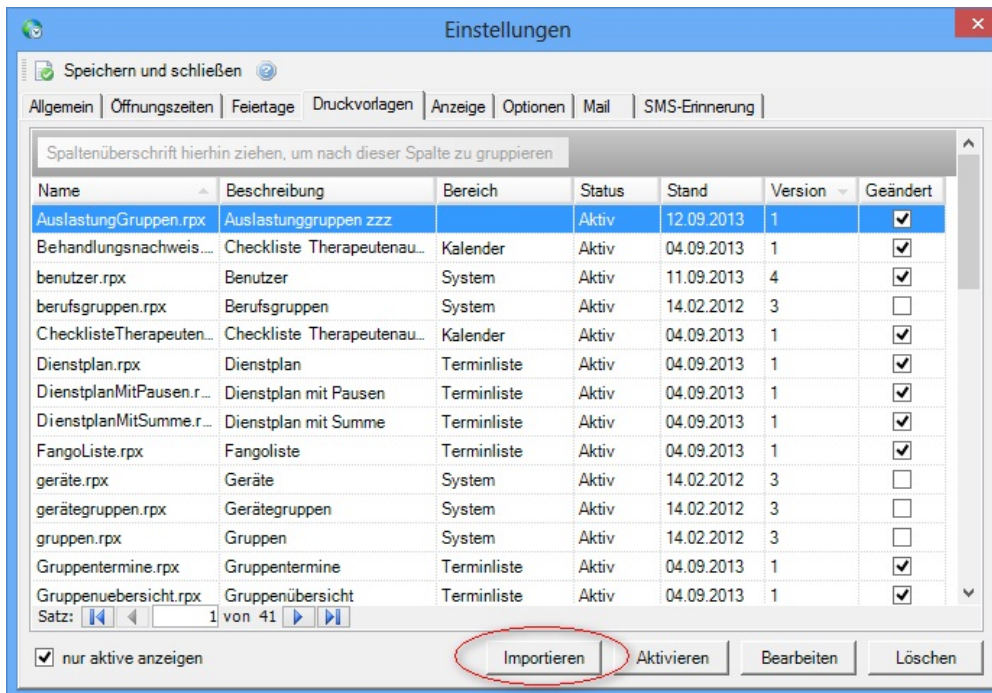 Einstellungen
Speichern und schließen
Allgemein Öffnungszeiten Feiertage Druckvorlagen Anzeige Optionen Mail SMS-Erinnerung
Spaltenüberschrift hierhin ziehen, um nach dieser Spalte zu gruppieren
Name Beschreibung Bereich Status Stand Version Geändert
AuslastungGruppen.rpx Auslastunggruppen zzz Aktiv 12.09.2013 1
Behandlungsnachweis.... Checkliste Therapeutenau... Kalender Aktiv 04.09.2013 1
benutzer.rpx Benutzer System Aktiv 11.09.2013 4
berufsgruppen.rpx Berufsgruppen System Aktiv 14.02.2012 3
ChecklisteTherapeuten... Checkliste Therapeutenau... Kalender Aktiv 04.09.2013 1
Dienstplan.rpx Dienstplan Terminliste Aktiv 04.09.2013 1
DienstplanMitPausen.r... Dienstplan mit Pausen Terminliste Aktiv 04.09.2013 1
DienstplanMitSumme.r... Dienstplan mit Summe Terminliste Aktiv 04.09.2013 1
FangoListe.rpx Fangoliste Terminliste Aktiv 04.09.2013 1
geräte.rpx Geräte System Aktiv 14.02.2012 3
gerätegruppen.rpx Gerätegruppen System Aktiv 14.02.2012 3
gruppen.rpx Gruppen System Aktiv 14.02.2012 3
Gruppentermine.rpx Gruppentermine Terminliste Aktiv 04.09.2013 1
Gruppenuebersicht.rpx Gruppenübersicht Terminliste Aktiv 04.09.2013 1
Satz: 1 von 41
nur aktive anzeigen Importieren Aktivieren Bearbeiten Löschen